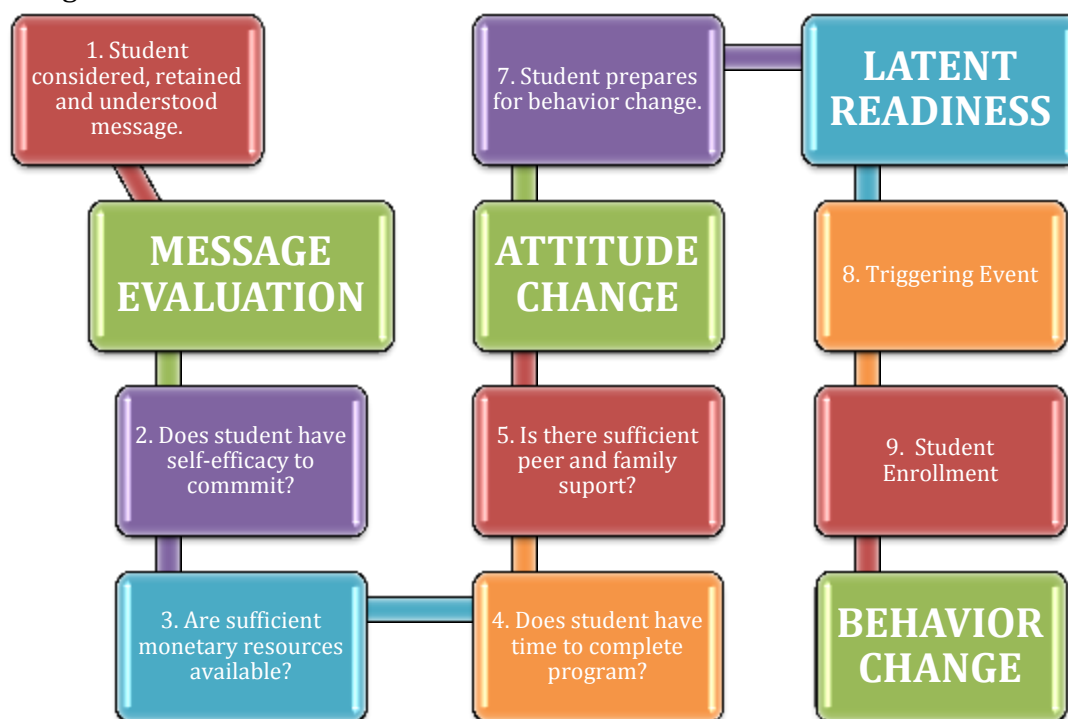 1. Student
considered, retained
and understood
message.
MESSAGE
EVALUATION
2. Does student have
self-efficacy to
commmit?
3. Are sufficient
monetary resources
available?
4. Does student have
time to complete
program?
5. Is there sufficient
peer and family
suport?
ATTITUDE
CHANGE
7. Student prepares
for behavior change.
LATENT
READINESS
8. Triggering Event
9. Student
Enrollment
BEHAVIOR
CHANGE